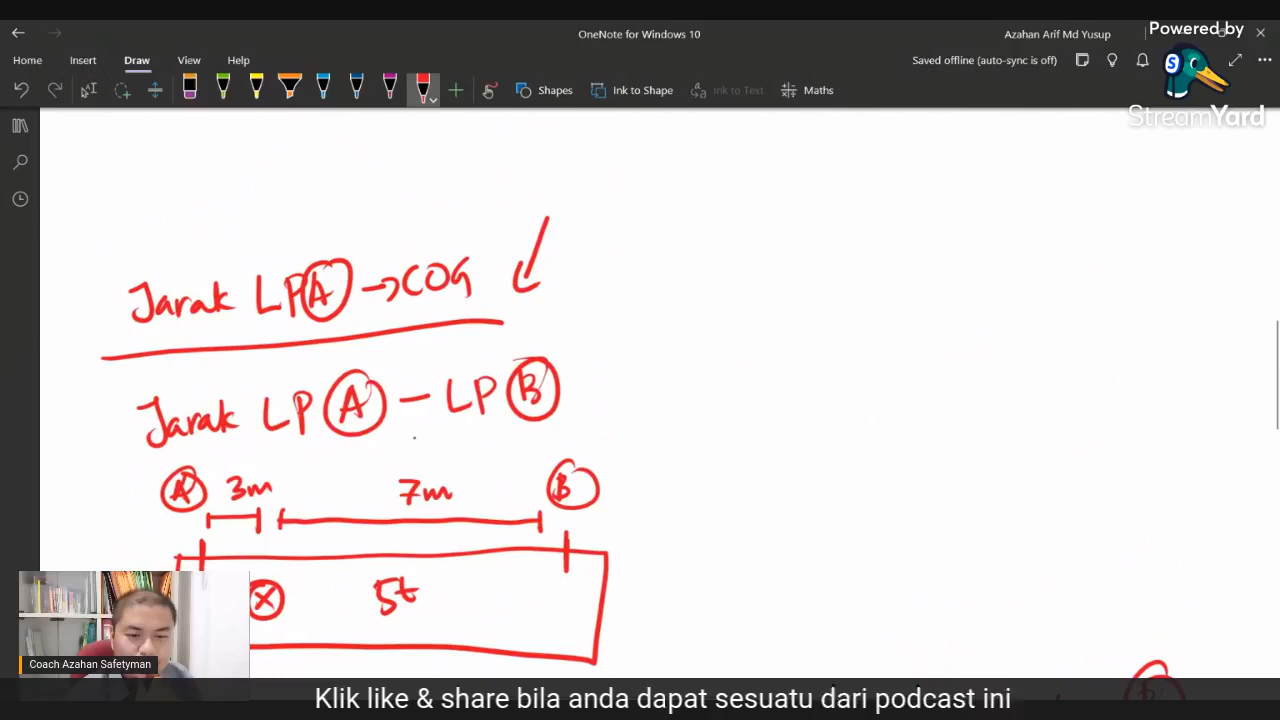 OneNote for Windows 10
Azahan Arif Md Yusup
Powered by
Home Insert Draw View Help
Saved offline (auto-sync is off)
Shapes Ink to Shape Ink to Text Maths
StreamYard
Jarak LPA → COG
Jarak LP A - LP B
A 3m 7m B
X 5t
Coach Azahan Safetyman
Klik like & share bila anda dapat sesuatu dari podcast ini